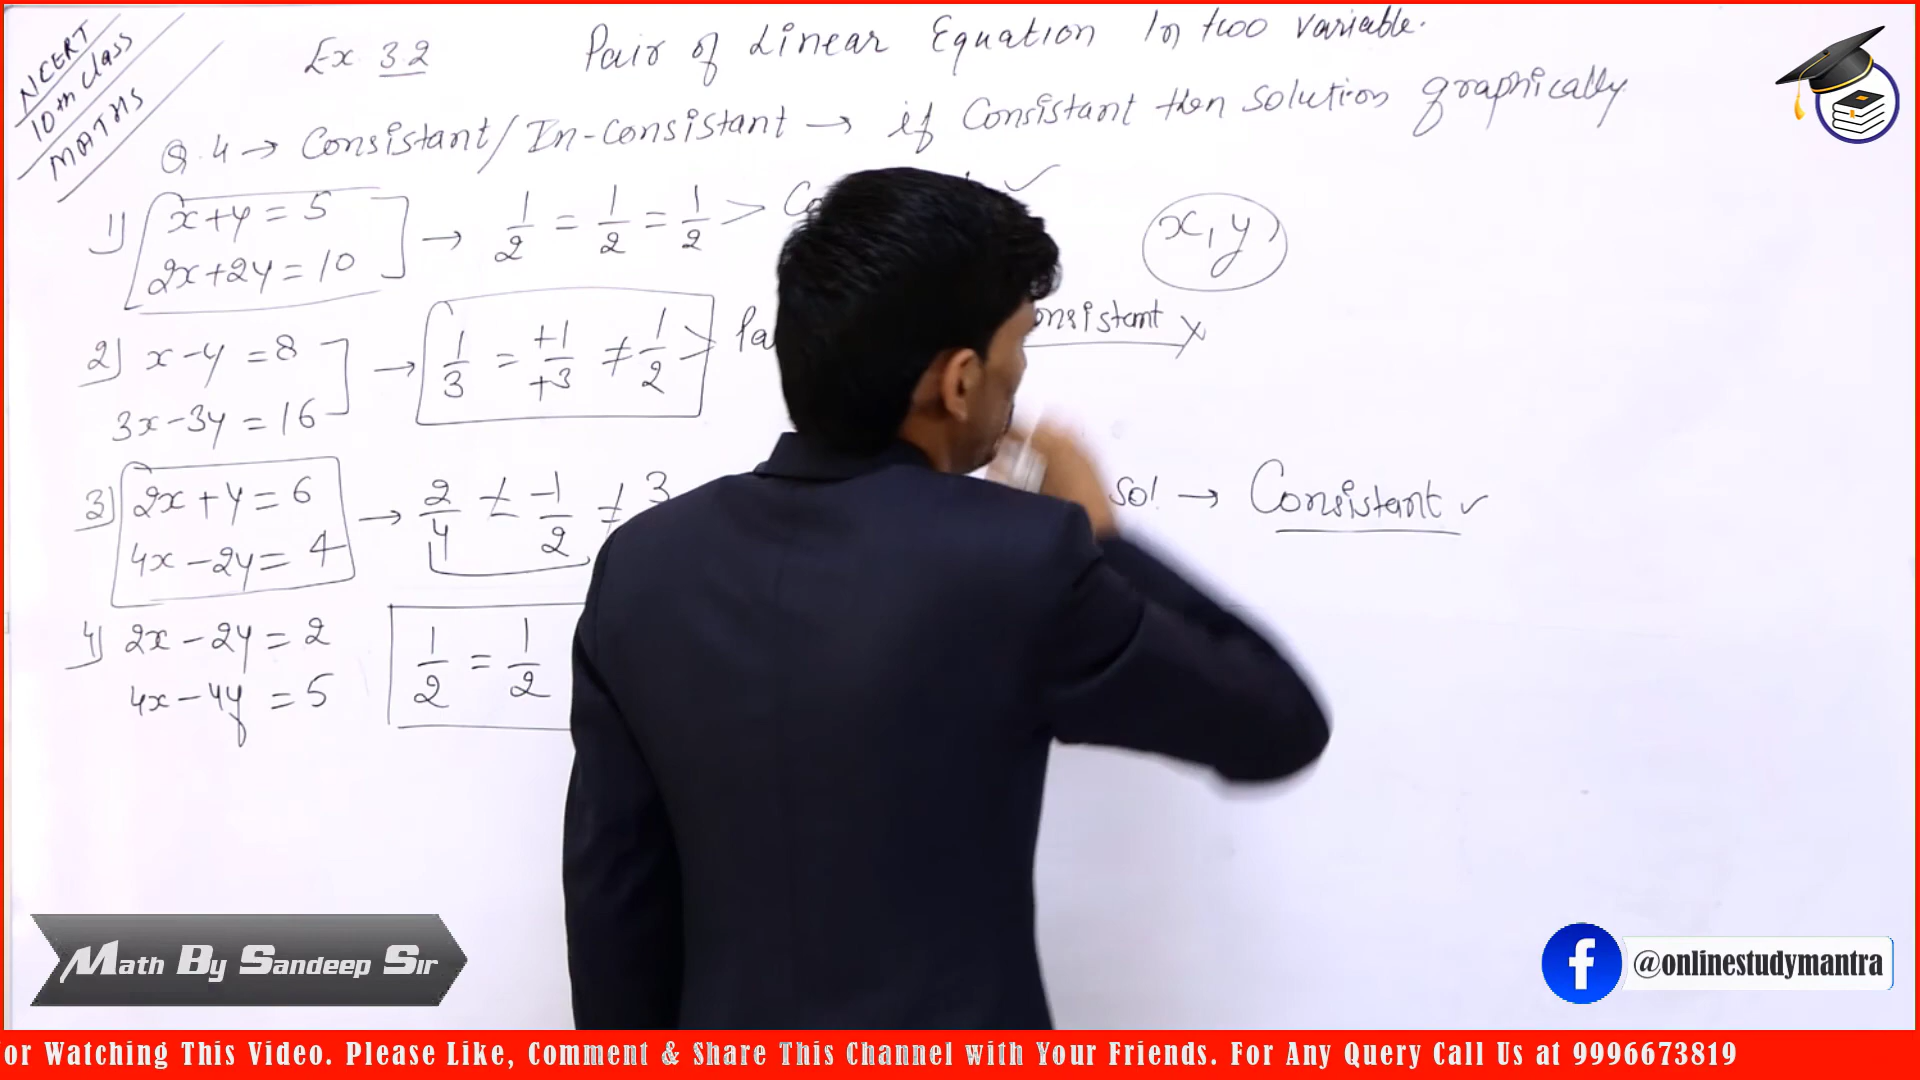 NCERT
10th Class
MATHS
Ex. 3.2 Pair of Linear Equation In two variable.
Q.4 → Consistant/In-consistant → if Consistant then solution graphically
1) x+y = 5
2x+2y = 10
→ 1/2 = 1/2 = 1/2 > Co
x, y
2) x-y = 8
3x-3y = 16
→ 1/3 = +1/+3 ≠ 1/2 > Pa
onsistant ×
3) 2x+y = 6
4x-2y = 4
→ 2/4 ≠ -1/2 ≠ 3
sol → Consistant ✓
4) 2x-2y = 2
4x-4y = 5
1/2 = 1/2
Math By Sandeep Sir
@onlinestudymantra
or Watching This Video. Please Like, Comment & Share This Channel with Your Friends. For Any Query Call Us at 9996673819